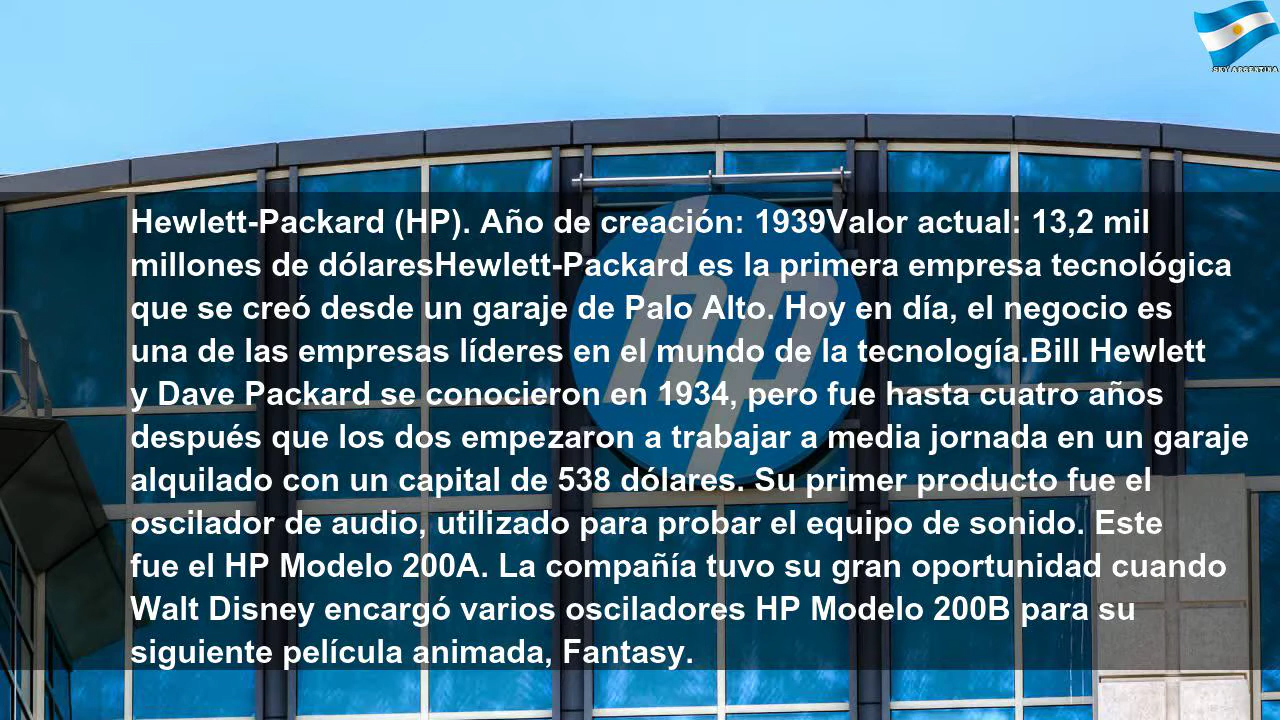 SKY ARGENTINA
Hewlett-Packard (HP). Año de creación: 1939Valor actual: 13,2 mil
millones de dólaresHewlett-Packard es la primera empresa tecnológica
que se creó desde un garaje de Palo Alto. Hoy en día, el negocio es
una de las empresas líderes en el mundo de la tecnología.Bill Hewlett
y Dave Packard se conocieron en 1934, pero fue hasta cuatro años
después que los dos empezaron a trabajar a media jornada en un garaje
alquilado con un capital de 538 dólares. Su primer producto fue el
oscilador de audio, utilizado para probar el equipo de sonido. Este
fue el HP Modelo 200A. La compañía tuvo su gran oportunidad cuando
Walt Disney encargó varios osciladores HP Modelo 200B para su
siguiente película animada, Fantasy.
hp